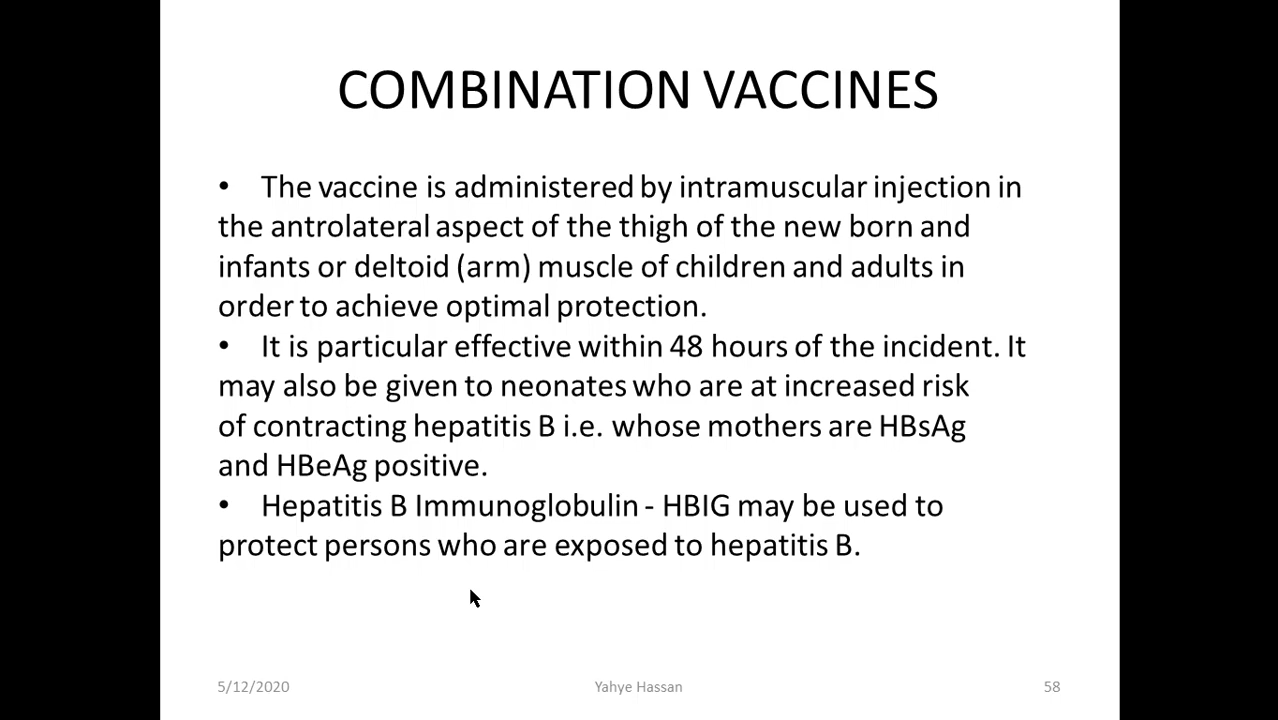 COMBINATION VACCINES
• The vaccine is administered by intramuscular injection in
the antrolateral aspect of the thigh of the new born and
infants or deltoid (arm) muscle of children and adults in
order to achieve optimal protection.
• It is particular effective within 48 hours of the incident. It
may also be given to neonates who are at increased risk
of contracting hepatitis B i.e. whose mothers are HBsAg
and HBeAg positive.
• Hepatitis B Immunoglobulin - HBIG may be used to
protect persons who are exposed to hepatitis B.
5/12/2020 Yahye Hassan 58